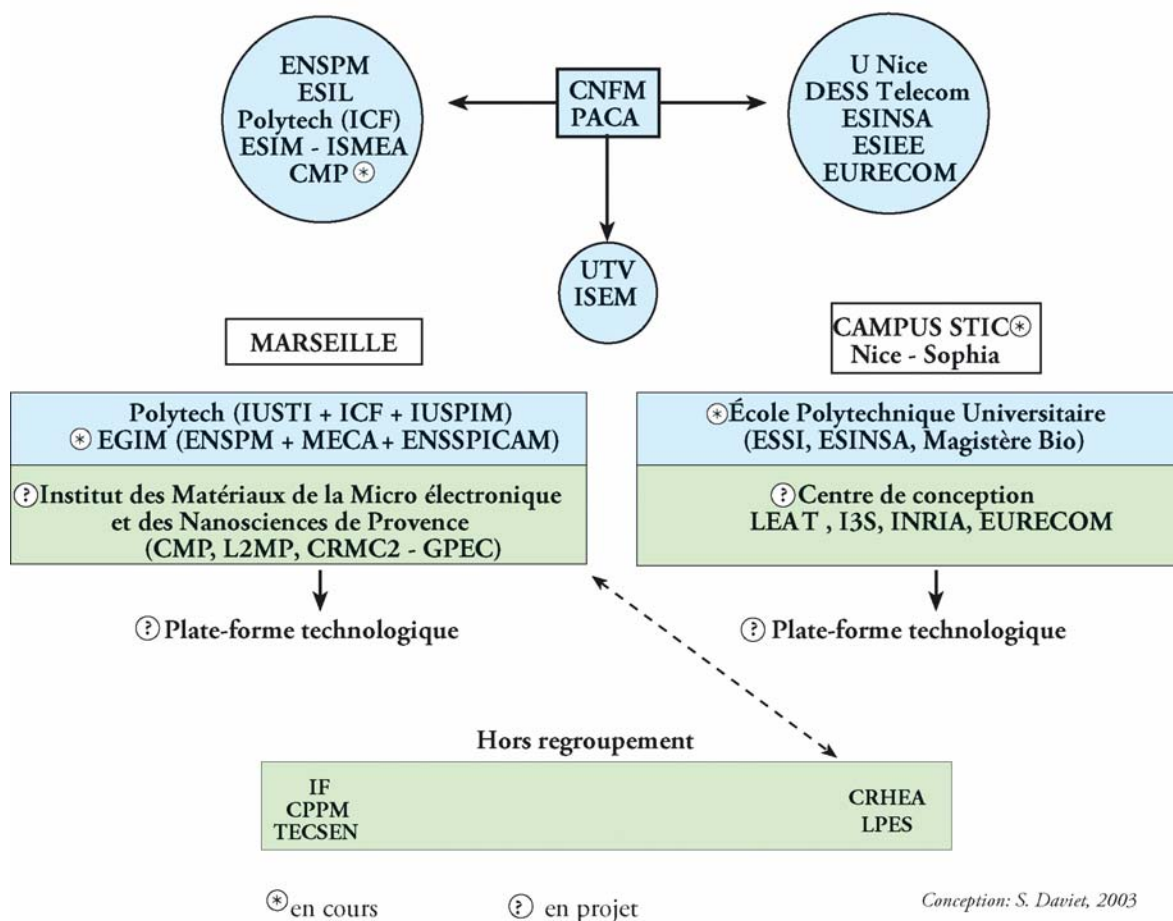 ENSPM
ESIL
Polytech (ICF)
ESIM - ISMEA
CMP ⊛
CNFM
PACA
U Nice
DESS Telecom
ESINSA
ESIEE
EURECOM
UTV
ISEM
MARSEILLE
CAMPUS STIC ⊛
Nice - Sophia
Polytech (IUSTI + ICF + IUSPIM)
⊛ EGIM (ENSPM + MECA + ENSSPICAM)
? Institut des Matériaux de la Micro électronique
et des Nanosciences de Provence
(CMP, L2MP, CRMC2 - GPEC)
? Plate-forme technologique
⊛ École Polytechnique Universitaire
(ESSI, ESINSA, Magistère Bio)
? Centre de conception
LEAT , I3S, INRIA, EURECOM
? Plate-forme technologique
Hors regroupement
IF
CPPM
TECSEN
CRHEA
LPES
⊛ en cours
? en projet
Conception: S. Daviet, 2003